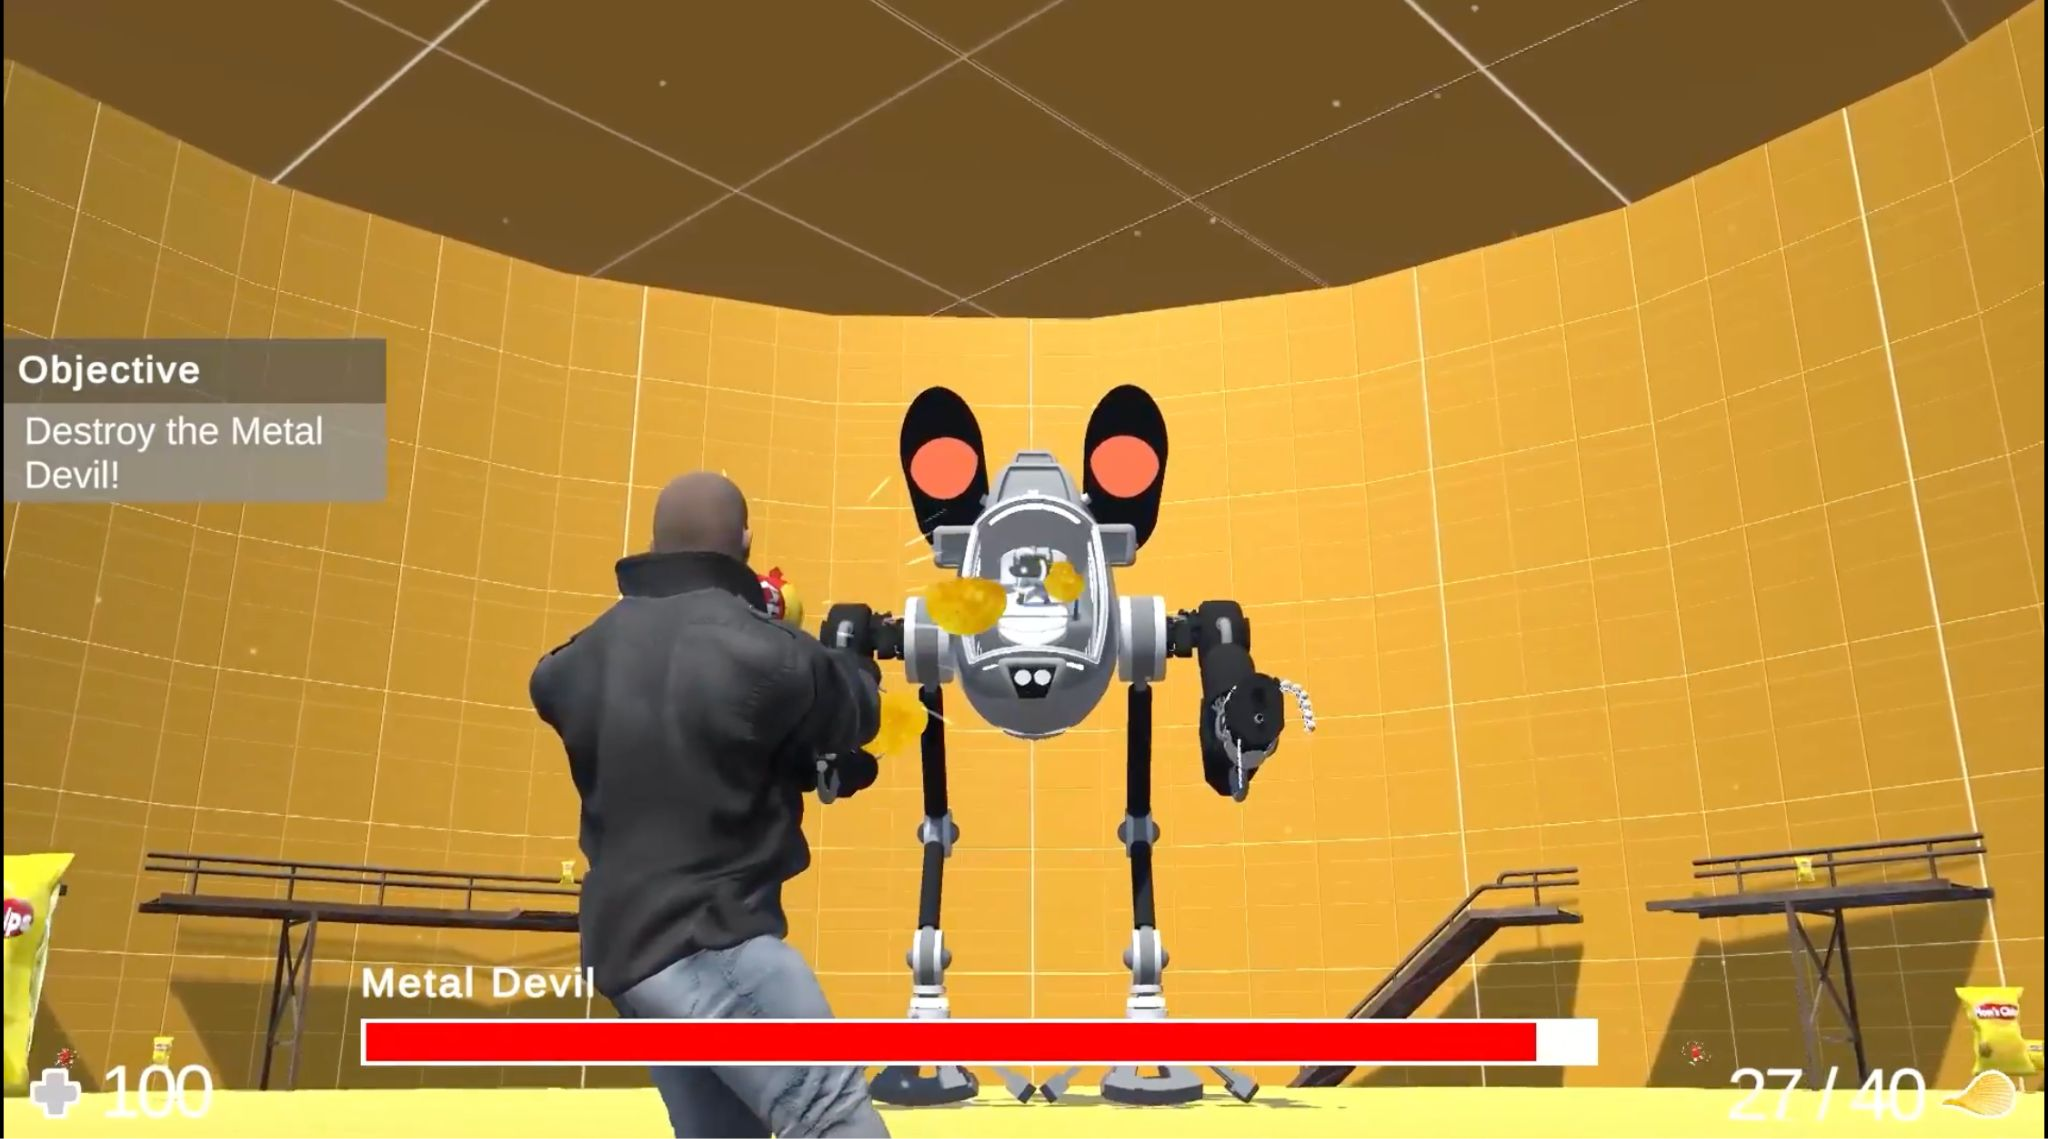 Objective
Destroy the Metal
Devil!
Metal Devil
100
27 / 40